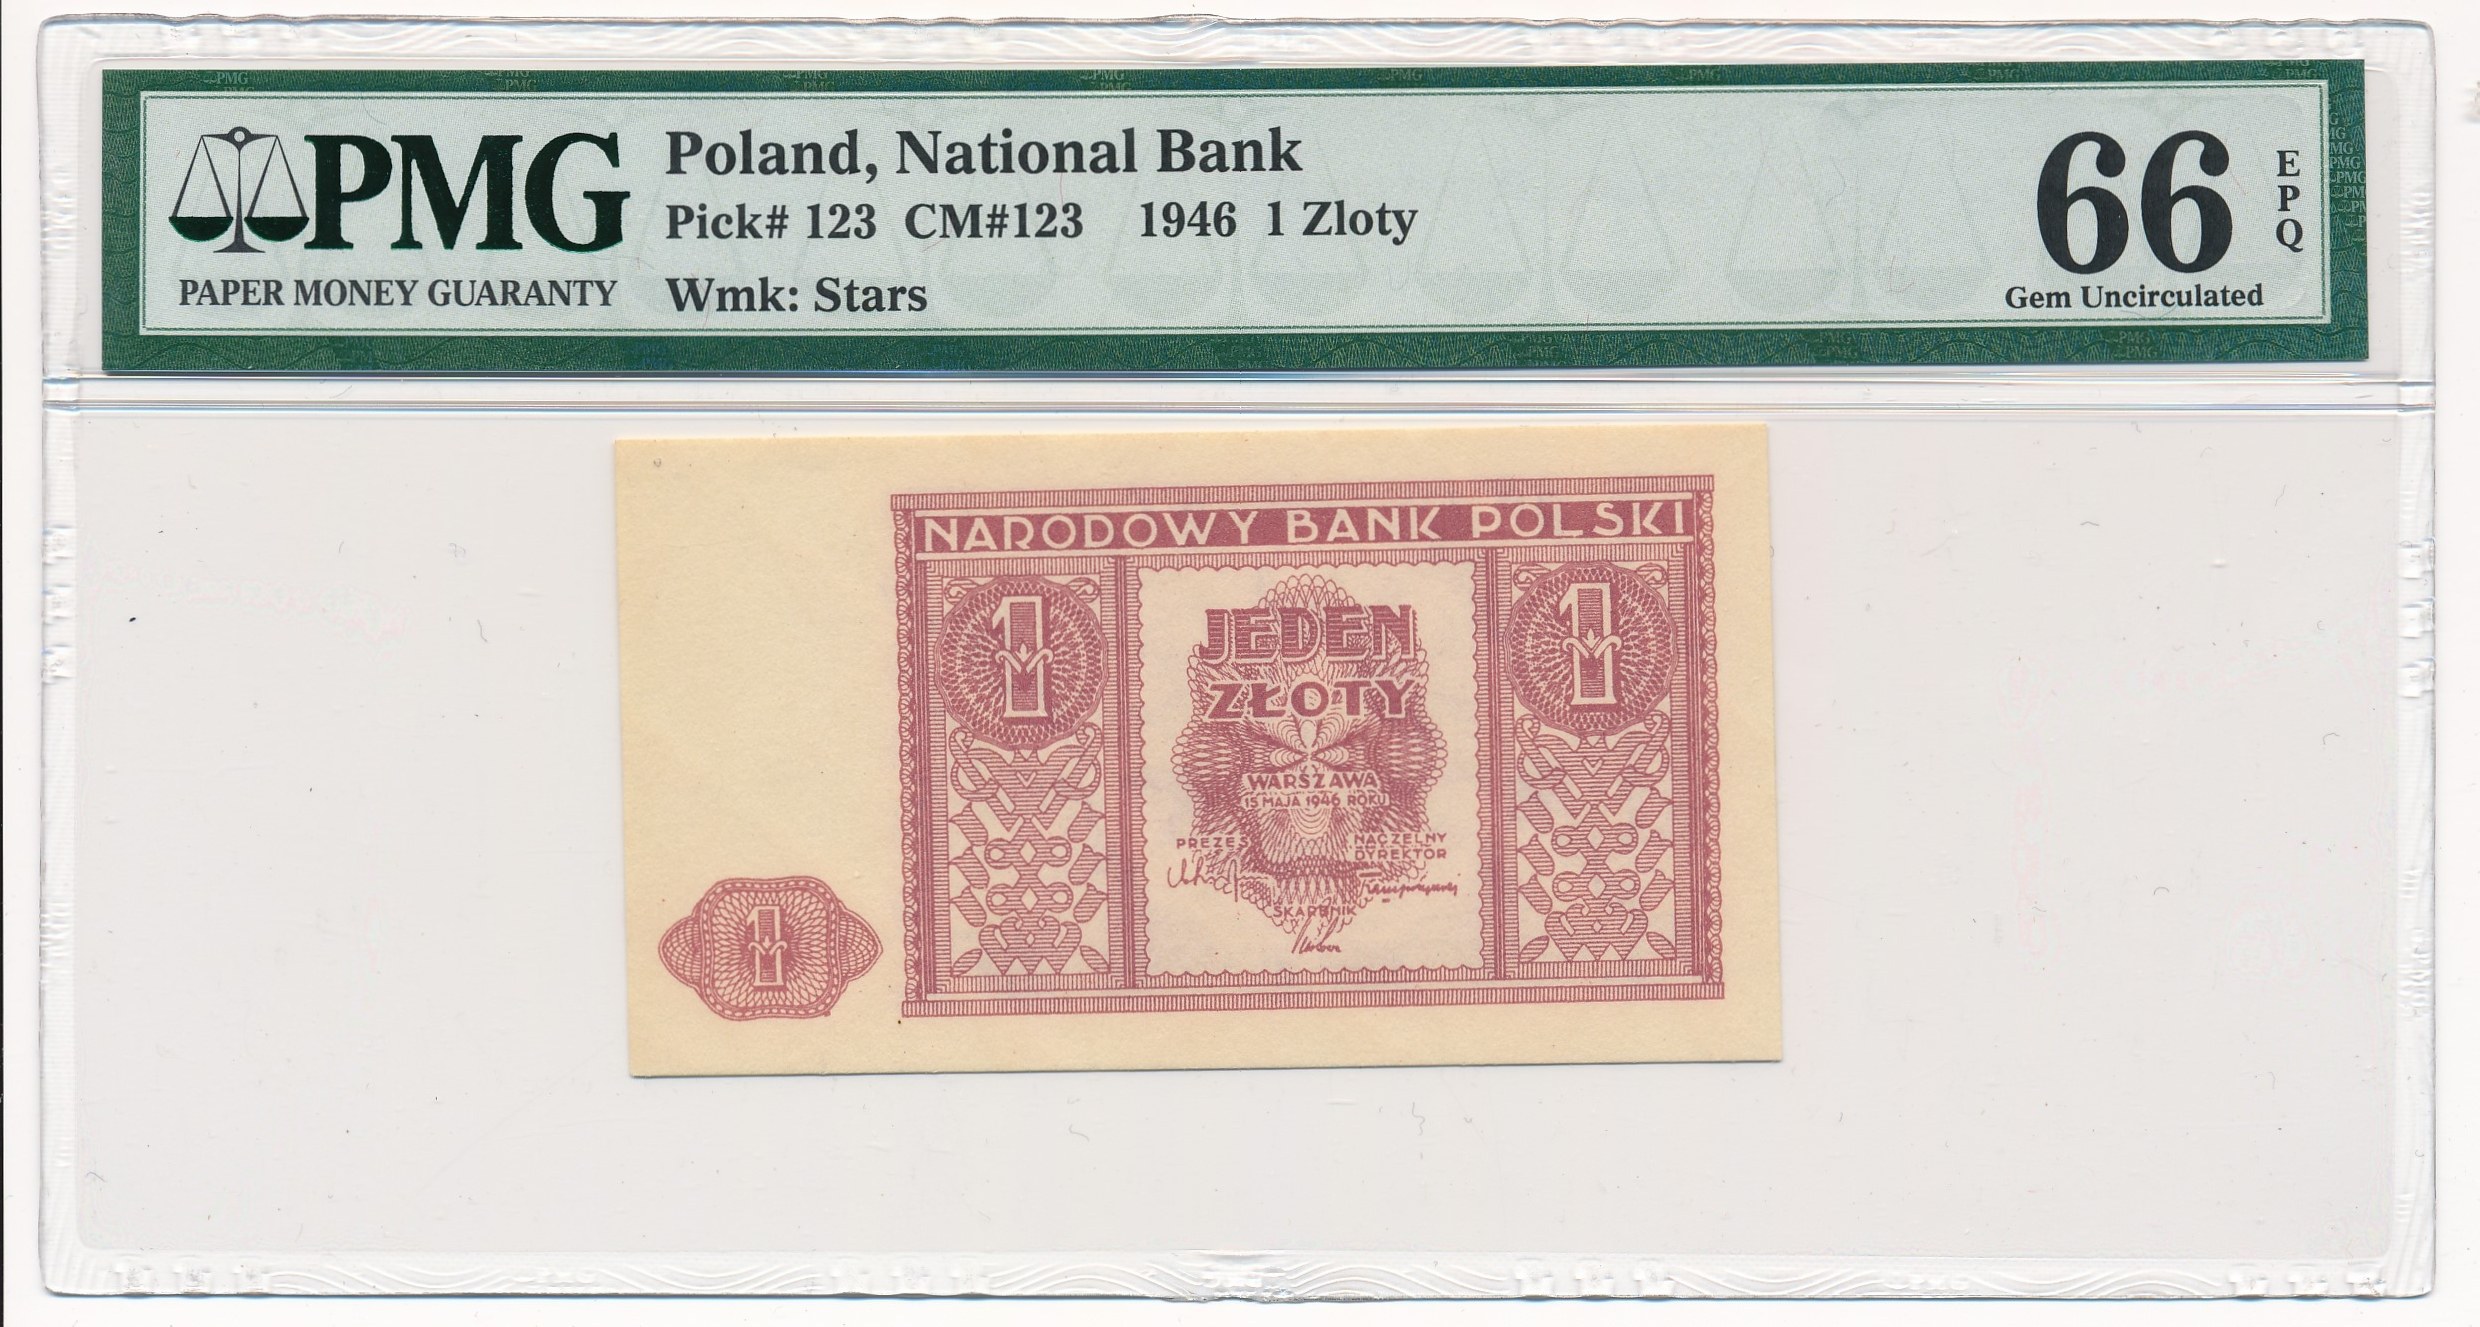 PMG
PAPER MONEY GUARANTY
Poland, National Bank
Pick# 123 CM#123 1946 1 Zloty
Wmk: Stars
66
EPQ
Gem Uncirculated
NARODOWY BANK POLSKI
1 1
JEDEN
ZŁOTY
WARSZAWA
15 MAJA 1946 ROKU
PREZES
NACZELNY
DYREKTOR
SKARBNIK
1